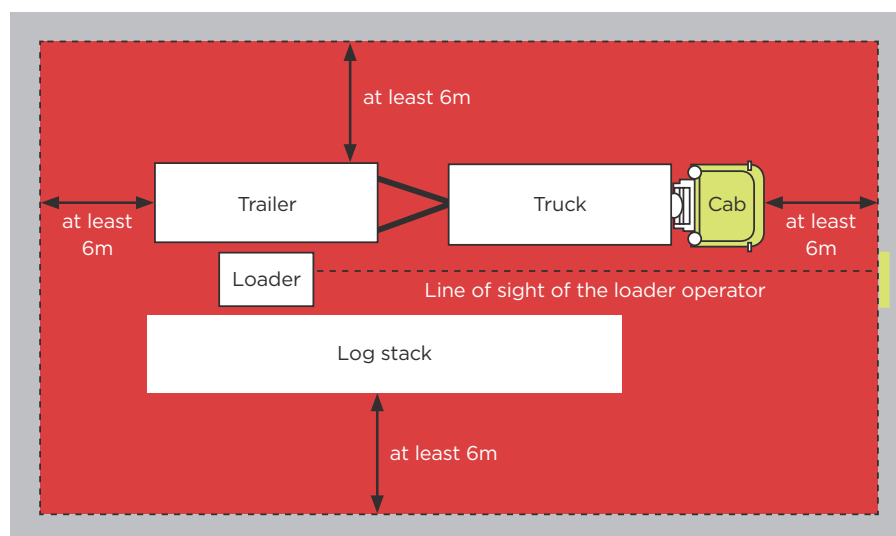 at least 6m
Trailer
Truck
Cab
at least
6m
at least
6m
Loader
Line of sight of the loader operator
Log stack
at least 6m